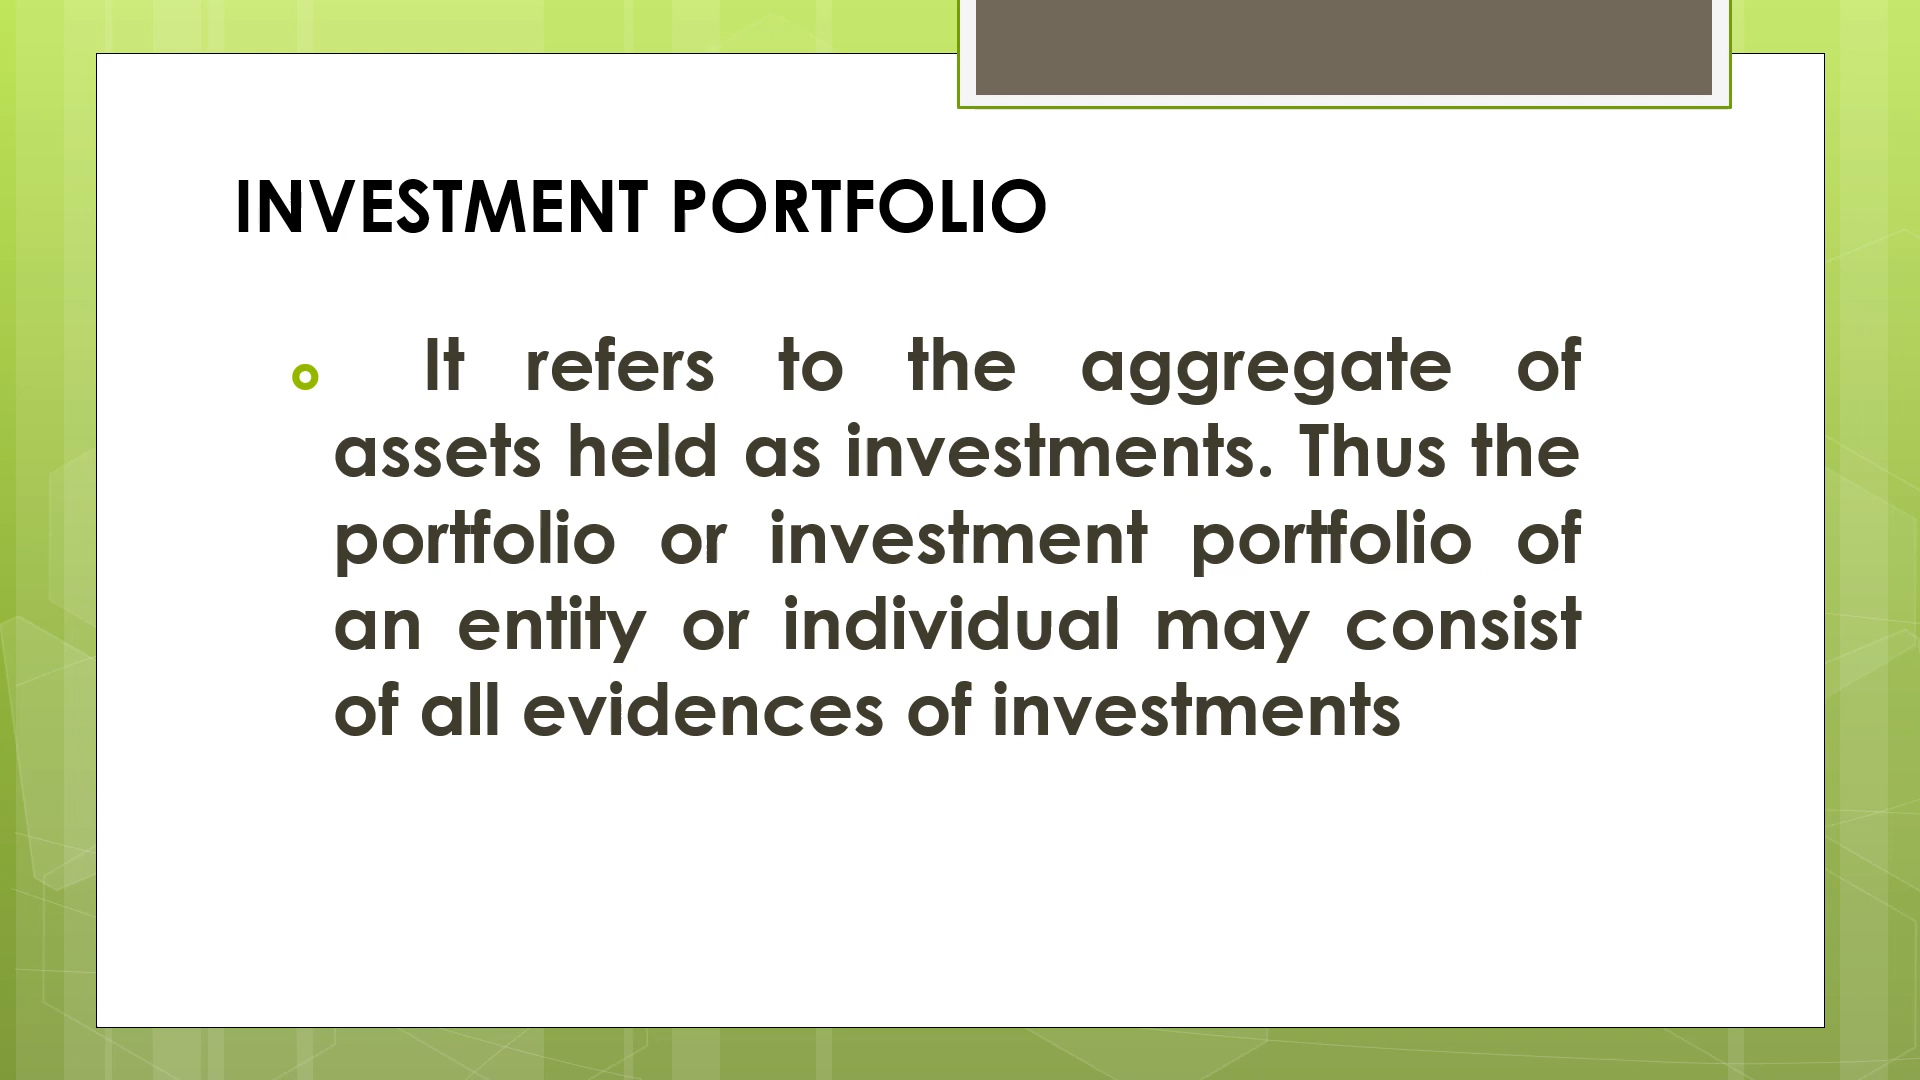 INVESTMENT PORTFOLIO
It refers to the aggregate of
assets held as investments. Thus the
portfolio or investment portfolio of
an entity or individual may consist
of all evidences of investments